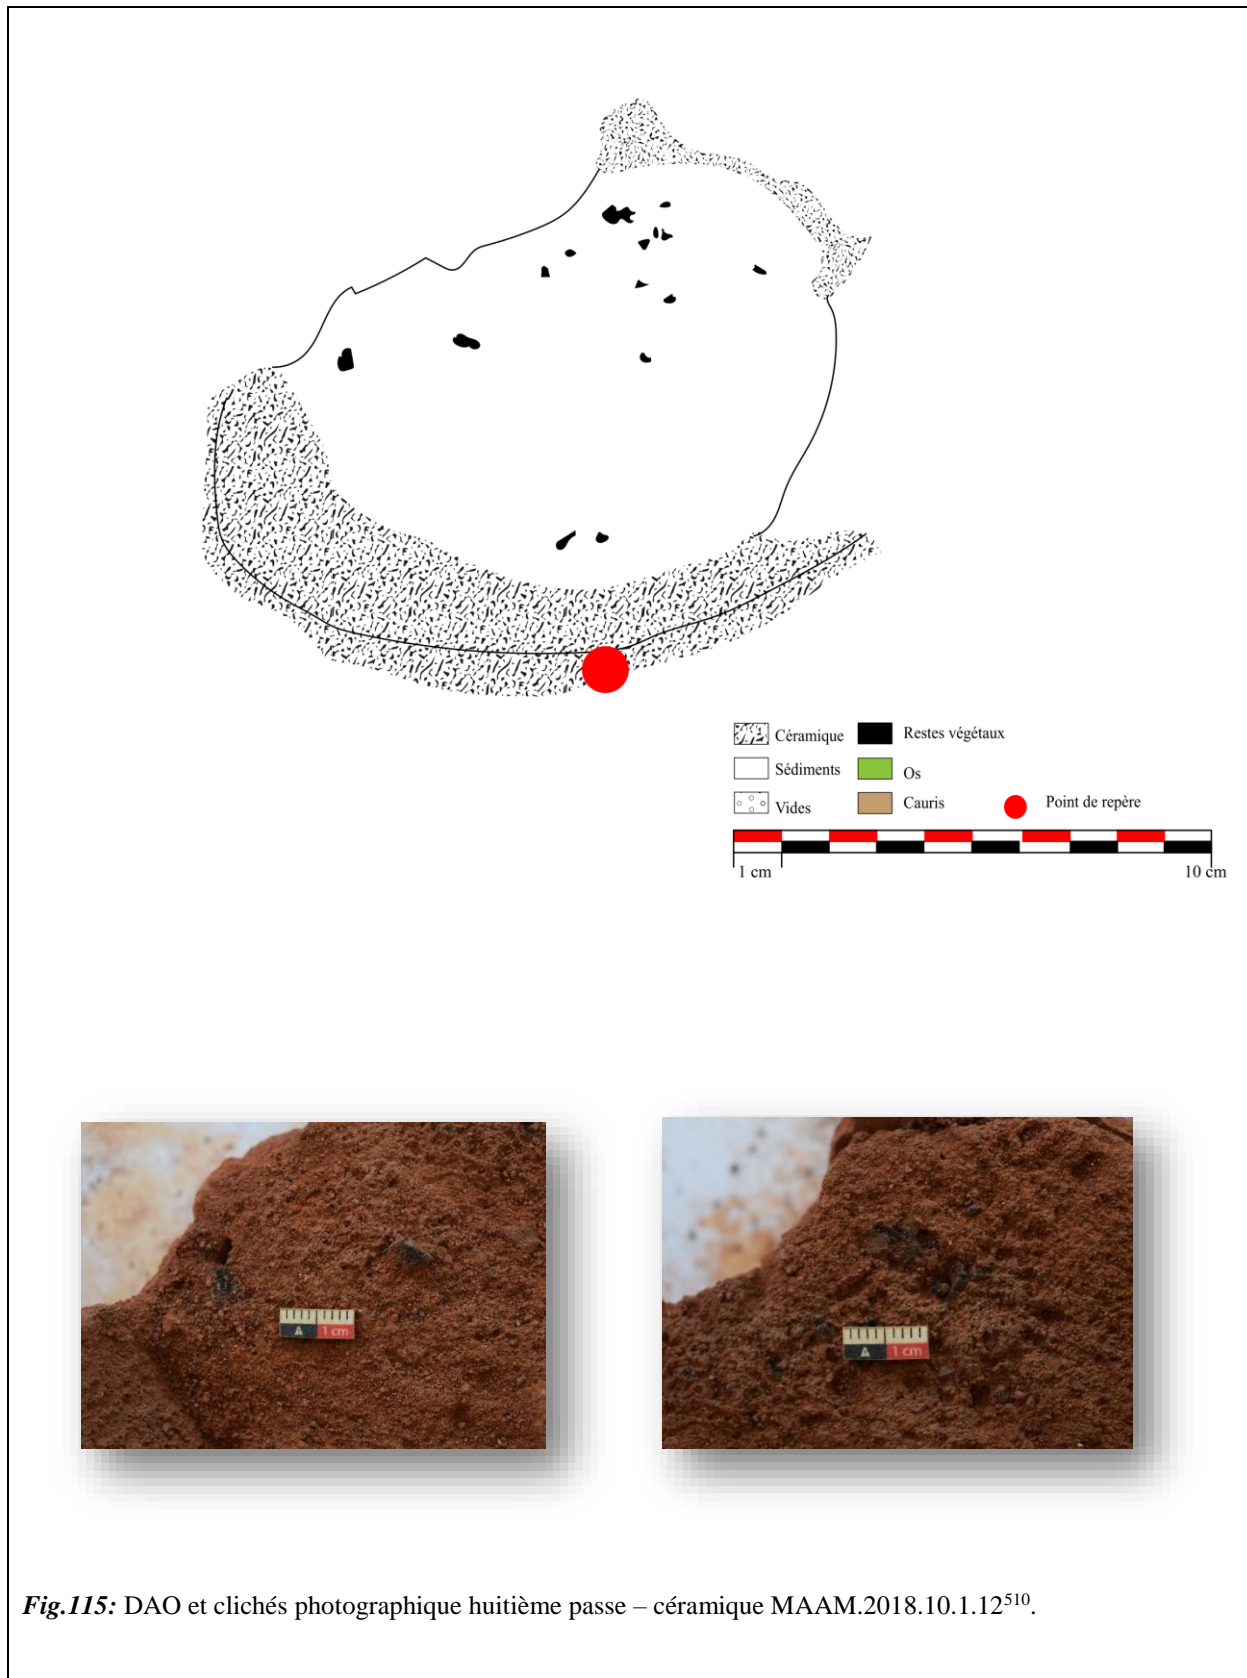 Céramique
Restes végétaux
Sédiments
Os
Vides
Cauris
Point de repère
1 cm
10 cm
A 1 cm
A 1 cm
Fig.115: DAO et clichés photographique huitième passe – céramique MAAM.2018.10.1.12510.